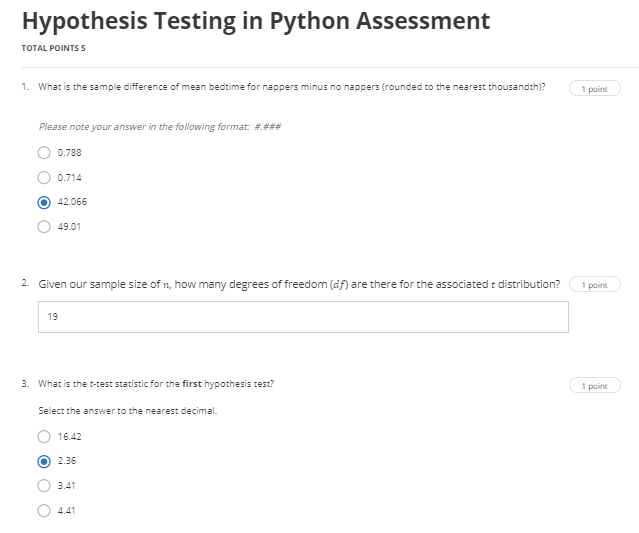 Hypothesis Testing in Python Assessment
TOTAL POINTS 5
1. What is the sample difference of mean bedtime for nappers minus no nappers (rounded to the nearest thousandth)? 1 point
Please note your answer in the following format: #.###
0.788
0.714
42.066
49.01
2. Given our sample size of n, how many degrees of freedom (df) are there for the associated t distribution? 1 point
19
3. What is the t-test statistic for the first hypothesis test? 1 point
Select the answer to the nearest decimal.
16.42
2.36
3.41
4.41